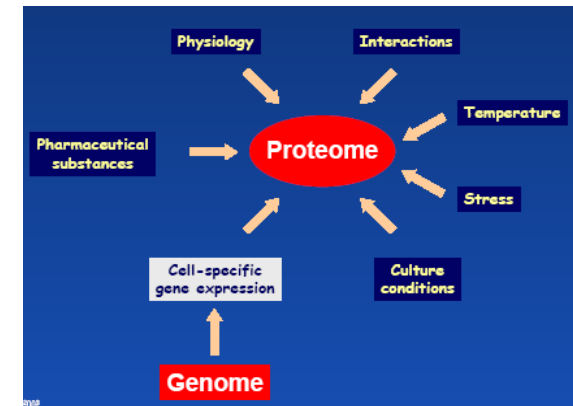 Physiology
Interactions
Temperature
Pharmaceutical
substances
Proteome
Stress
Cell-specific
gene expression
Culture
conditions
Genome